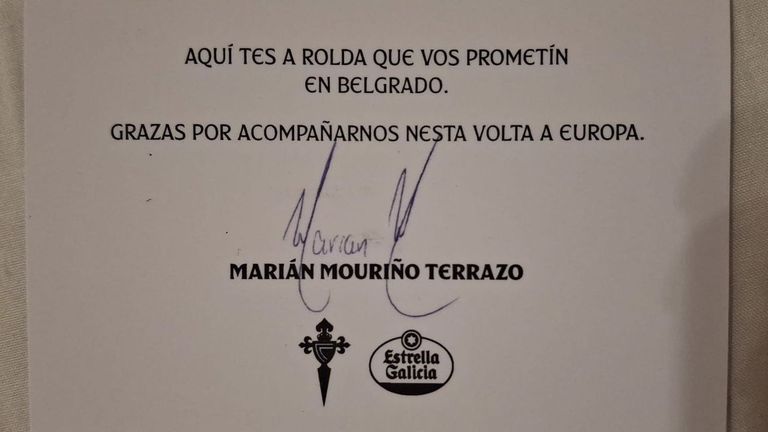 AQUÍ TES A ROLDA QUE VOS PROMETÍN
EN BELGRADO.
GRAZAS POR ACOMPAÑARNOS NESTA VOLTA A EUROPA.
Marian M
MARIÁN MOURIÑO TERRAZO
Estrella
Galicia